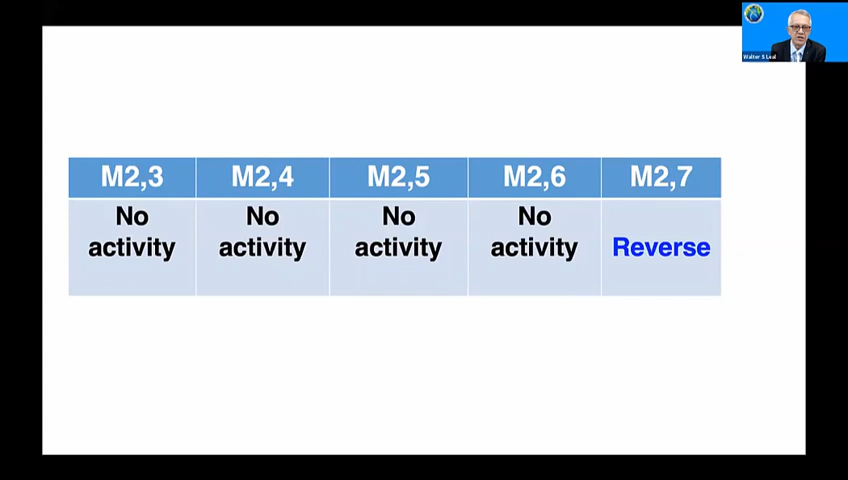 Walter S Leal
M2,3 M2,4 M2,5 M2,6 M2,7
No No No No
activity activity activity activity Reverse